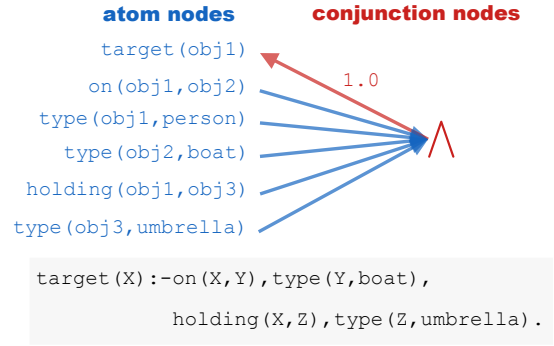 atom nodes
conjunction nodes
target(obj1)
1.0
on(obj1,obj2)
type(obj1,person)
type(obj2,boat)
holding(obj1,obj3)
type(obj3,umbrella)
∧
target(X):-on(X,Y),type(Y,boat),
holding(X,Z),type(Z,umbrella).